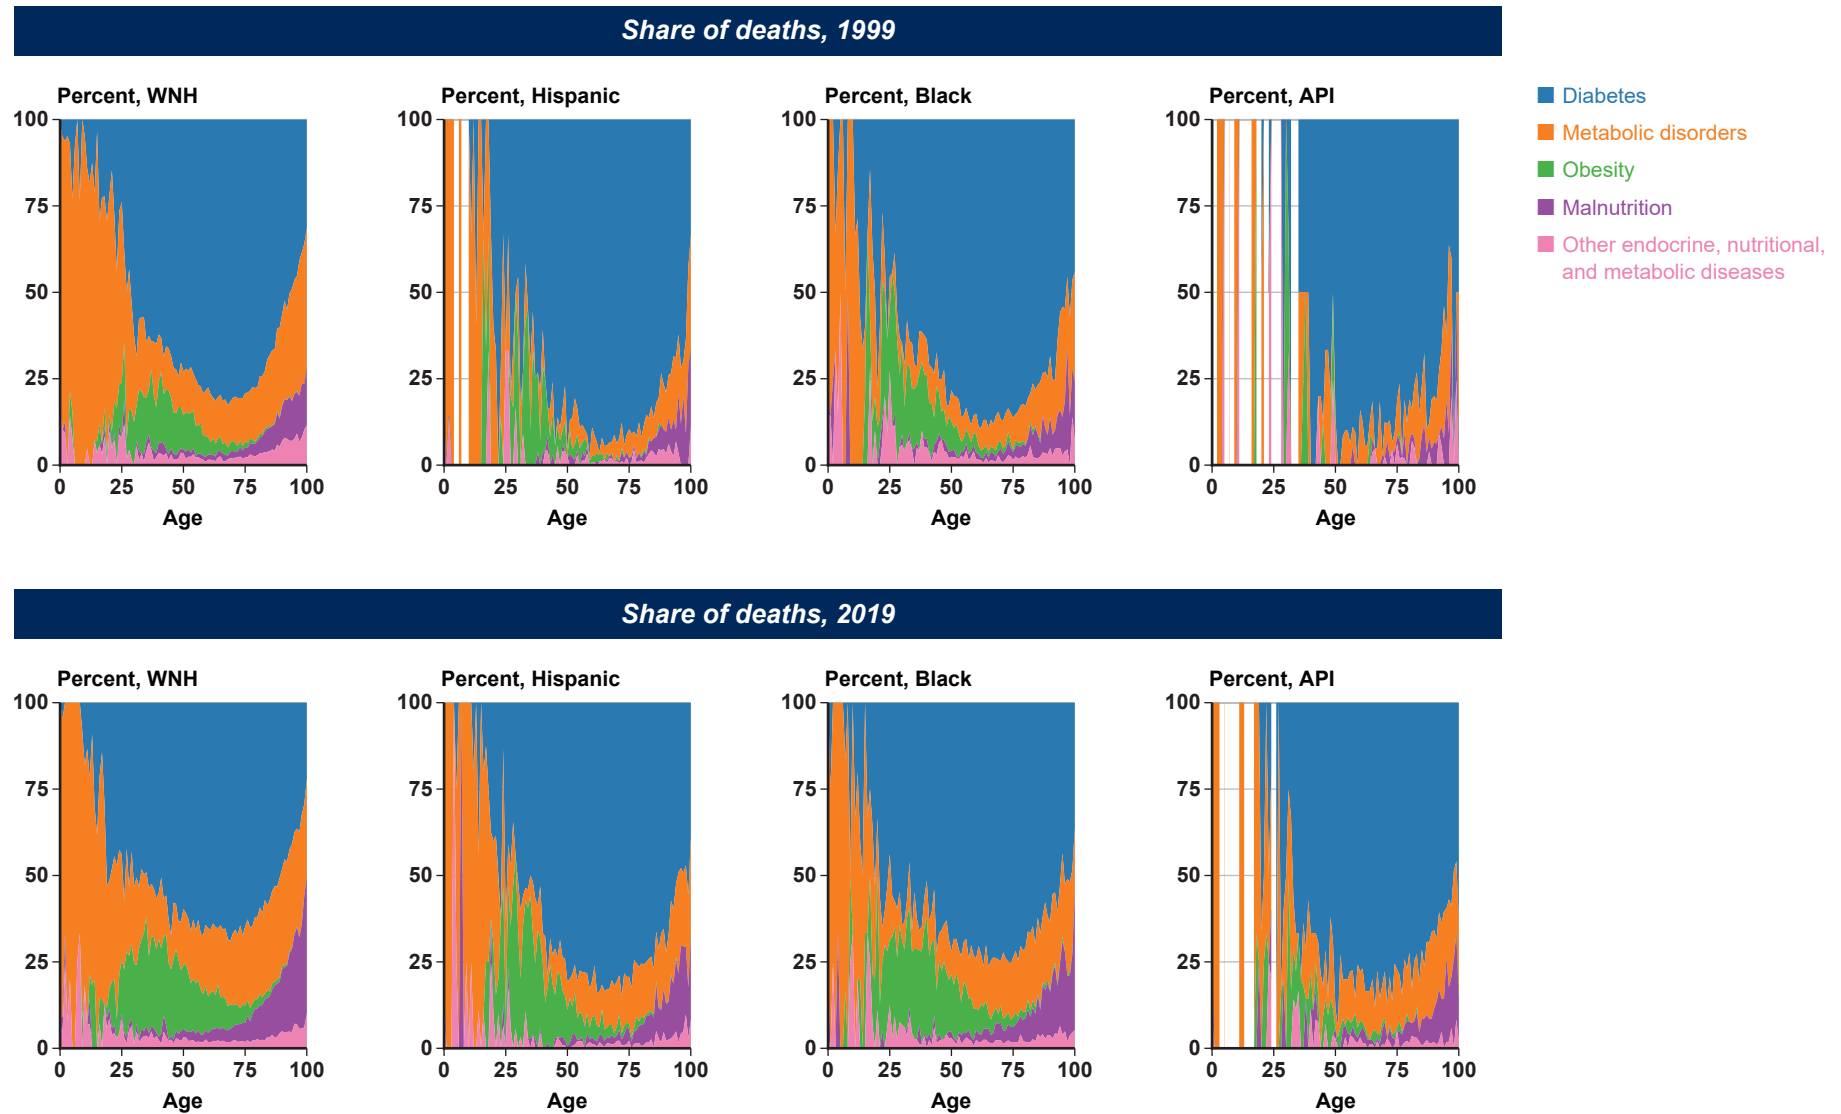 Share of deaths, 1999
Percent, WNH
Percent, Hispanic
Percent, Black
Percent, API
100
75
50
25
0
0 25 50 75 100
Age
100
75
50
25
0
0 25 50 75 100
Age
100
75
50
25
0
0 25 50 75 100
Age
100
75
50
25
0
0 25 50 75 100
Age
Diabetes
Metabolic disorders
Obesity
Malnutrition
Other endocrine, nutritional,
and metabolic diseases
Share of deaths, 2019
Percent, WNH
Percent, Hispanic
Percent, Black
Percent, API
100
75
50
25
0
0 25 50 75 100
Age
100
75
50
25
0
0 25 50 75 100
Age
100
75
50
25
0
0 25 50 75 100
Age
100
75
50
25
0
0 25 50 75 100
Age